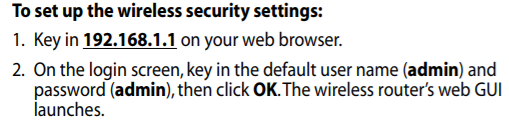 To set up the wireless security settings:
1. Key in 192.168.1.1 on your web browser.
2. On the login screen, key in the default user name (admin) and
password (admin), then click OK. The wireless router's web GUI
launches.